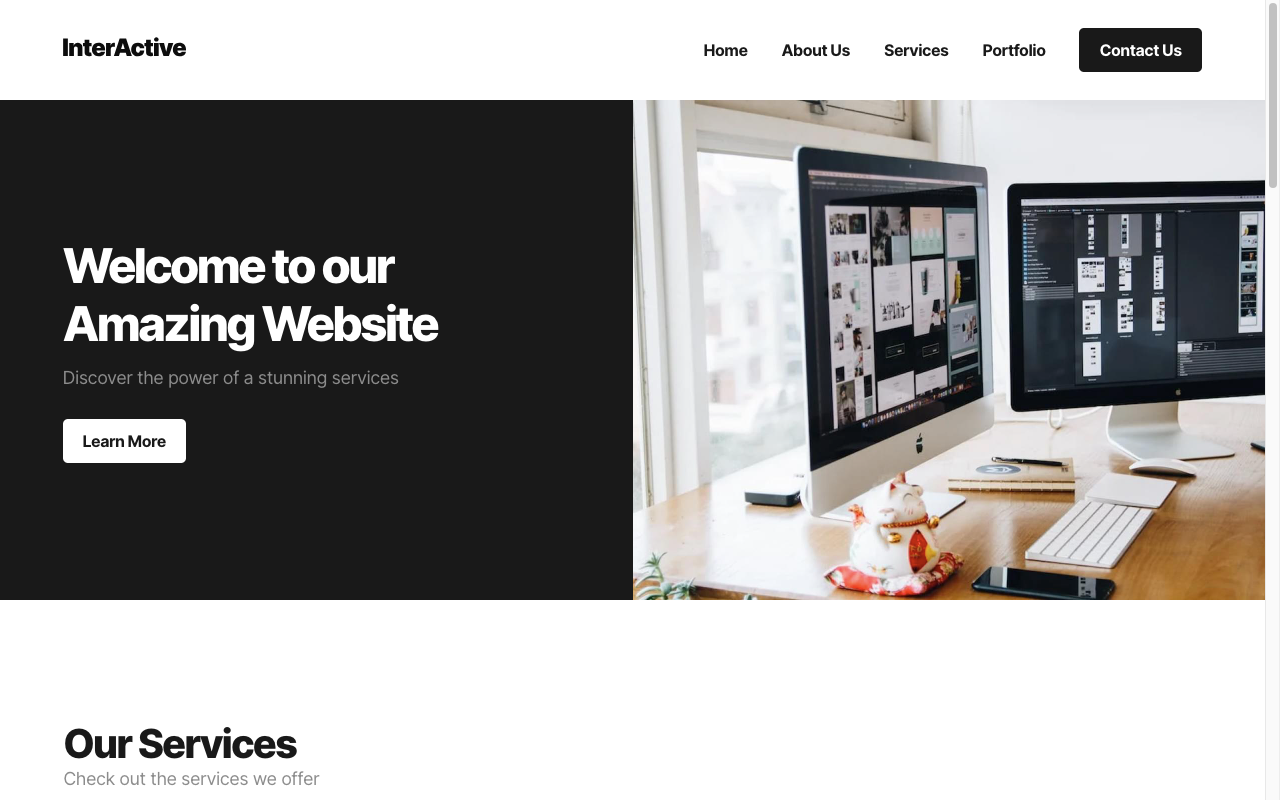 InterActive
Home
About Us
Services
Portfolio
Contact Us
Welcome to our
Amazing Website
Discover the power of a stunning services
Learn More
Our Services
Check out the services we offer